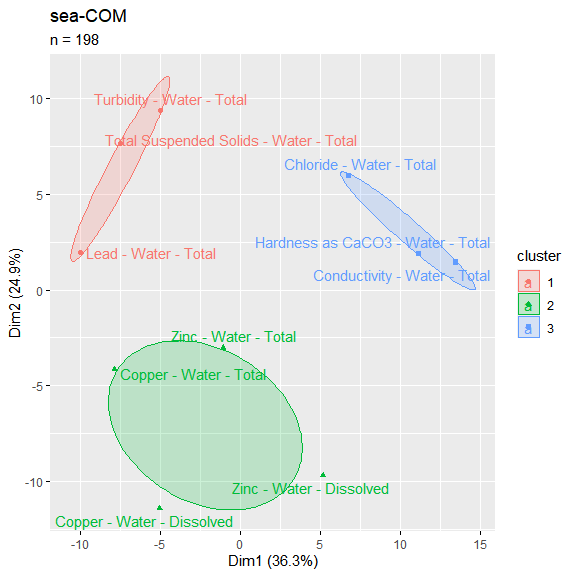 sea-COM
n = 198
Turbidity - Water - Total
Total Suspended Solids - Water - Total
Lead - Water - Total
Chloride - Water - Total
Hardness as CaCO3 - Water - Total
Conductivity - Water - Total
Zinc - Water - Total
Copper - Water - Total
Zinc - Water - Dissolved
Copper - Water - Dissolved
10
5
0
-5
-10
Dim2 (24.9%)
-10 -5 0 5 10 15
Dim1 (36.3%)
cluster
a 1
a 2
a 3